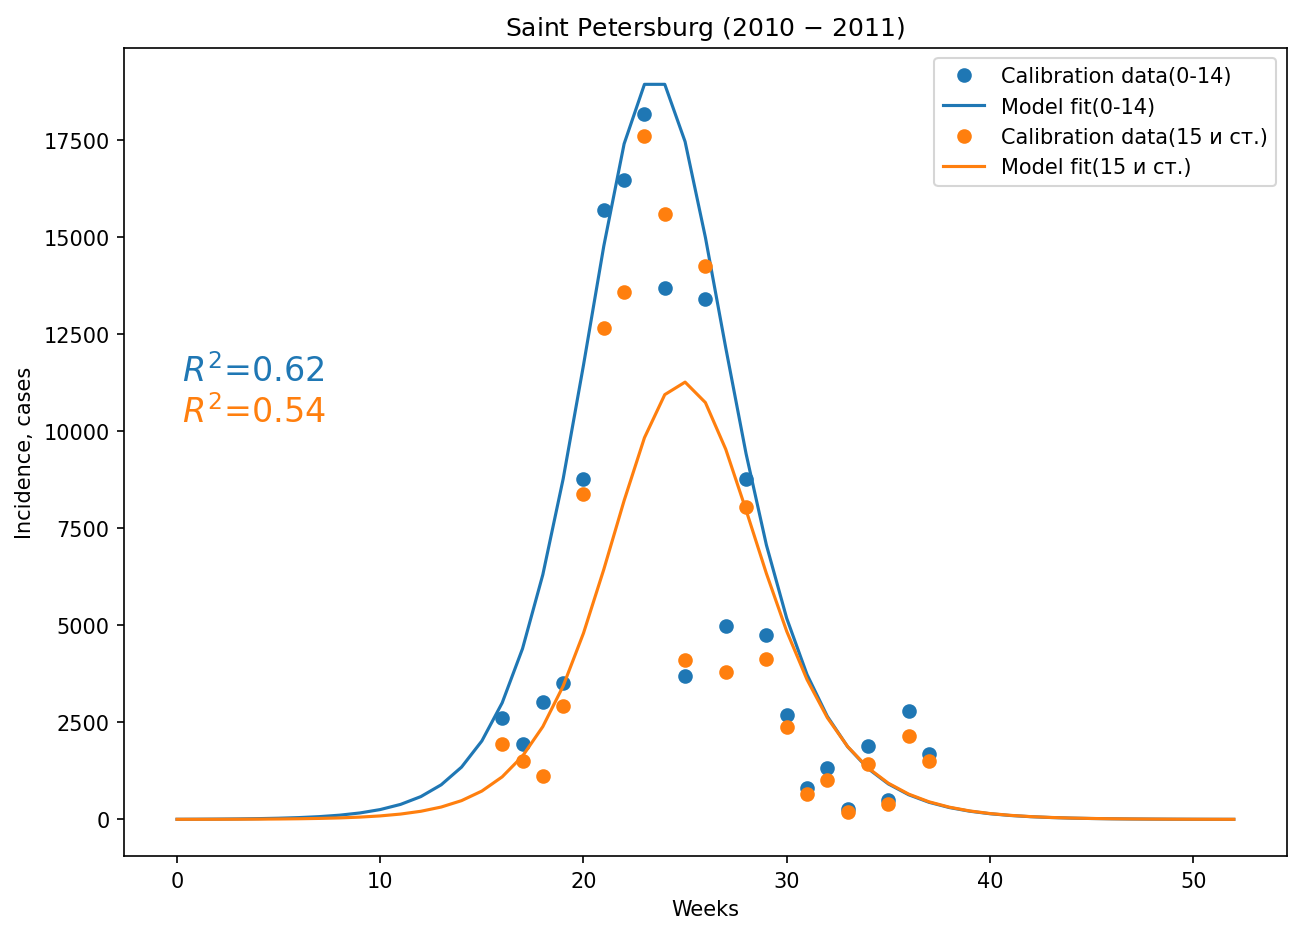 Saint Petersburg (2010 − 2011)
Calibration data(0-14)
Model fit(0-14)
Calibration data(15 и ст.)
Model fit(15 и ст.)
17500
15000
12500
10000
7500
5000
2500
0
R²=0.62
R²=0.54
Incidence, cases
0 10 20 30 40 50
Weeks